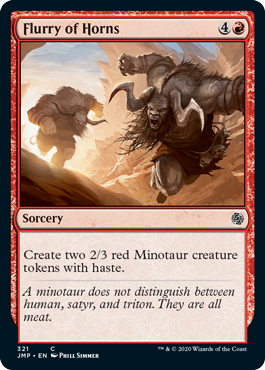 Flurry of Horns 4
Sorcery
Create two 2/3 red Minotaur creature
tokens with haste.
A minotaur does not distinguish between
human, satyr, and triton. They are all
meat.
321 C
JMP • EN PHILL SIMMER
™ & © 2020 Wizards of the Coast